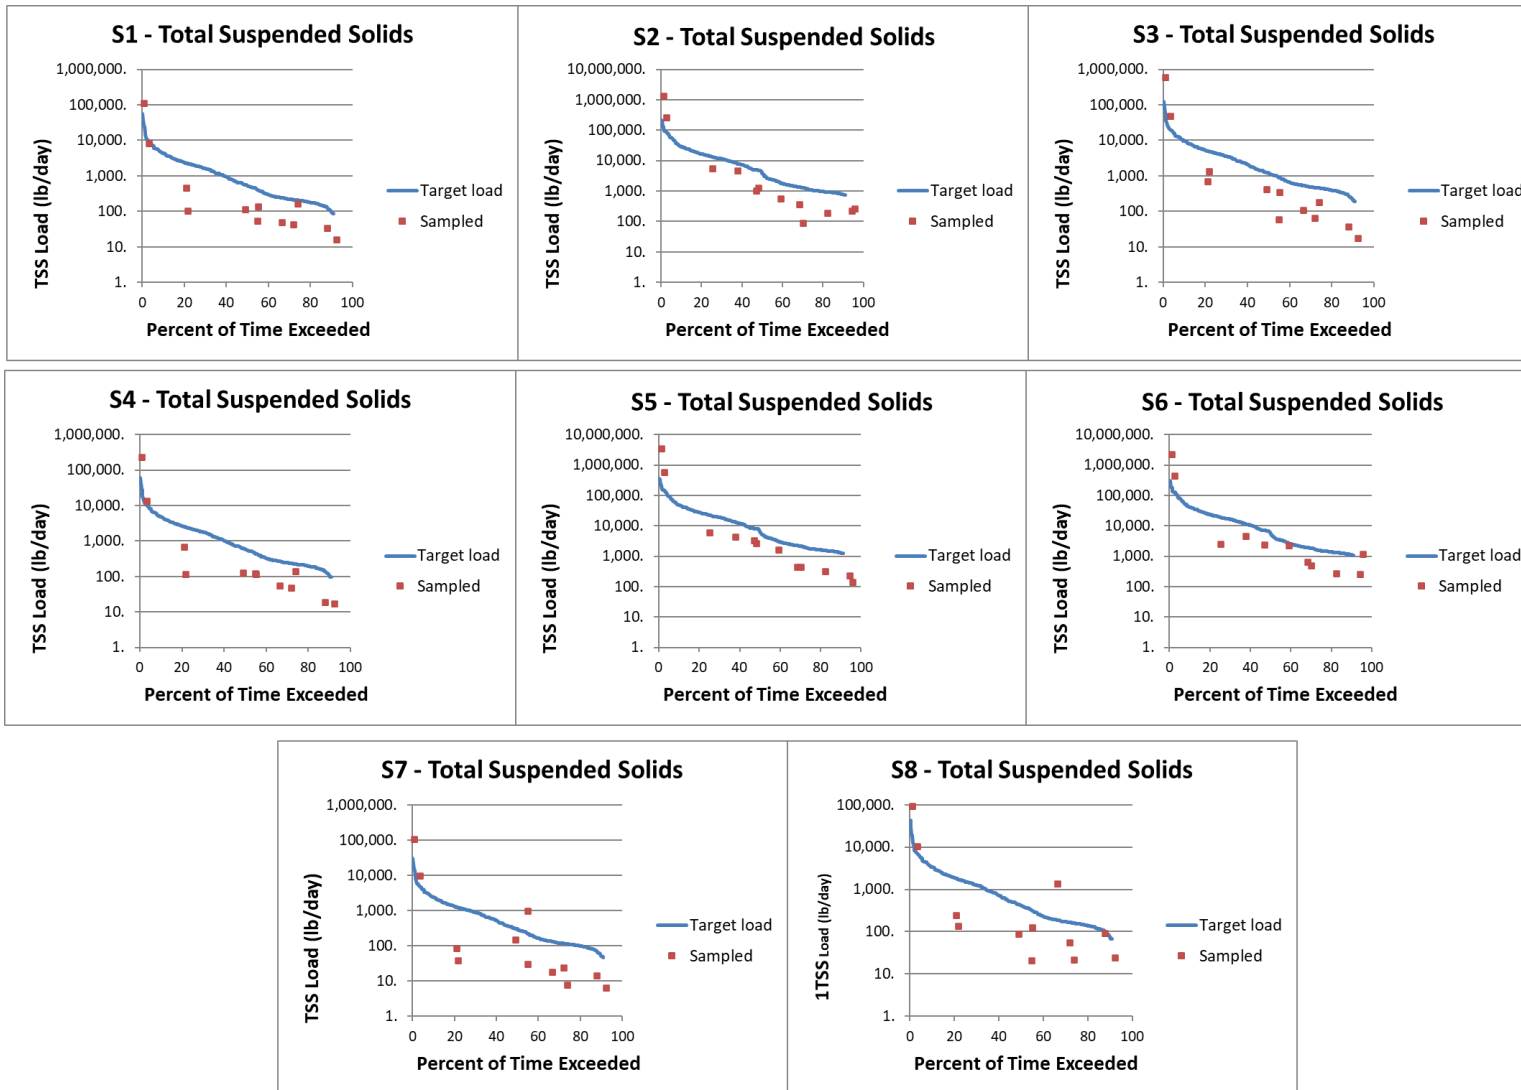 S1 - Total Suspended Solids
TSS Load (lb/day)
1,000,000.
100,000.
10,000.
1,000.
100.
10.
1.
0 20 40 60 80 100
Percent of Time Exceeded
Target load
Sampled
S2 - Total Suspended Solids
TSS Load (lb/day)
10,000,000.
1,000,000.
100,000.
10,000.
1,000.
100.
10.
1.
0 20 40 60 80 100
Percent of Time Exceeded
Target load
Sampled
S3 - Total Suspended Solids
TSS Load (lb/day)
1,000,000.
100,000.
10,000.
1,000.
100.
10.
1.
0 20 40 60 80 100
Percent of Time Exceeded
Target load
Sampled
S4 - Total Suspended Solids
TSS Load (lb/day)
1,000,000.
100,000.
10,000.
1,000.
100.
10.
1.
0 20 40 60 80 100
Percent of Time Exceeded
Target load
Sampled
S5 - Total Suspended Solids
TSS Load (lb/day)
10,000,000.
1,000,000.
100,000.
10,000.
1,000.
100.
10.
1.
0 20 40 60 80 100
Percent of Time Exceeded
Target load
Sampled
S6 - Total Suspended Solids
TSS Load (lb/day)
10,000,000.
1,000,000.
100,000.
10,000.
1,000.
100.
10.
1.
0 20 40 60 80 100
Percent of Time Exceeded
Target load
Sampled
S7 - Total Suspended Solids
TSS Load (lb/day)
1,000,000.
100,000.
10,000.
1,000.
100.
10.
1.
0 20 40 60 80 100
Percent of Time Exceeded
Target load
Sampled
S8 - Total Suspended Solids
1TSS Load (lb/day)
100,000.
10,000.
1,000.
100.
10.
1.
0 20 40 60 80 100
Percent of Time Exceeded
Target load
Sampled